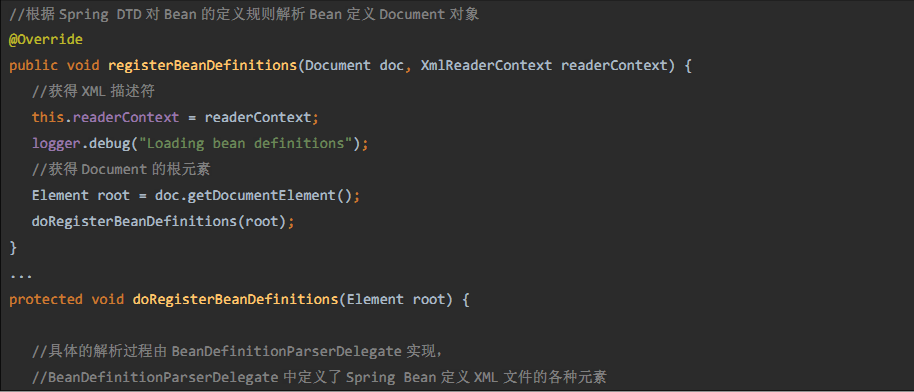 //根据 Spring DTD 对 Bean 的定义规则解析 Bean 定义 Document 对象
@Override
public void registerBeanDefinitions(Document doc, XmlReaderContext readerContext) {
//获得 XML 描述符
this.readerContext = readerContext;
logger.debug("Loading bean definitions");
//获得 Document 的根元素
Element root = doc.getDocumentElement();
doRegisterBeanDefinitions(root);
}
...
protected void doRegisterBeanDefinitions(Element root) {
//具体的解析过程由 BeanDefinitionParserDelegate 实现,
//BeanDefinitionParserDelegate 中定义了 Spring Bean 定义 XML 文件的各种元素